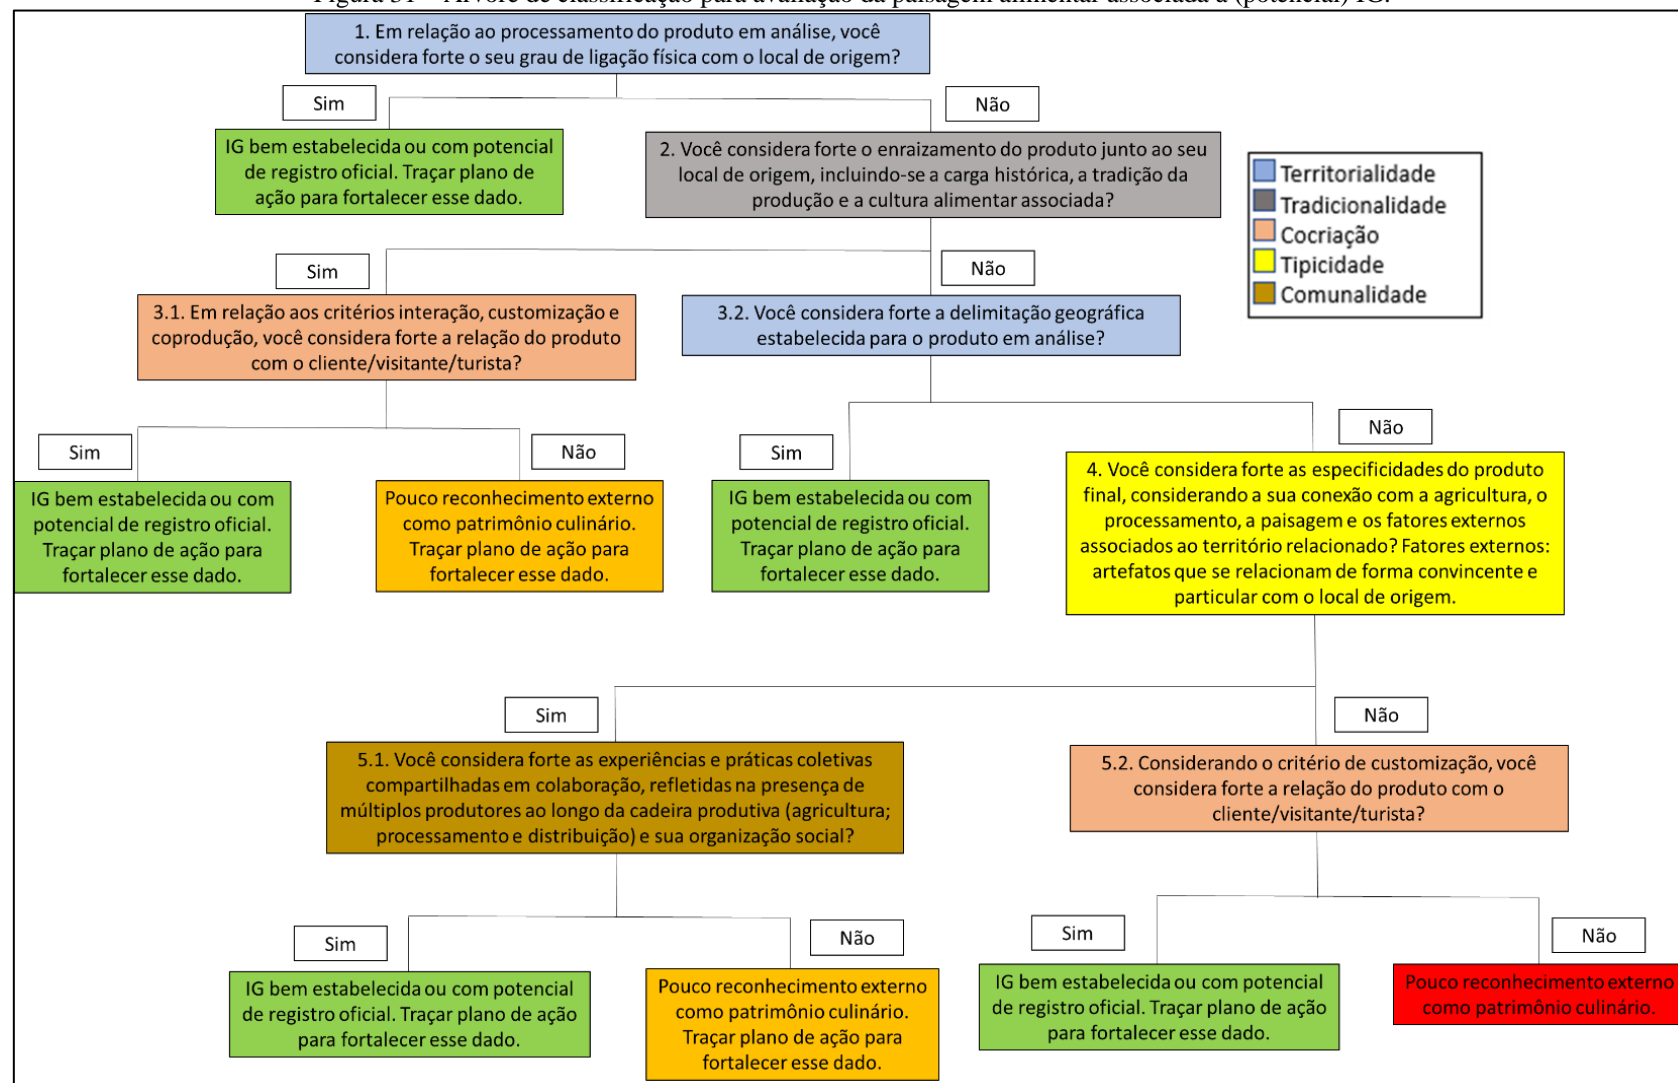 Figura 31 – Árvore de classificação para avaliação da paisagem alimentar associada a (potencial) IG.
1. Em relação ao processamento do produto em análise, você
considera forte o seu grau de ligação física com o local de origem?
Sim
Não
IG bem estabelecida ou com potencial
de registro oficial. Traçar plano de
ação para fortalecer esse dado.
2. Você considera forte o enraizamento do produto junto ao seu
local de origem, incluindo-se a carga histórica, a tradição da
produção e a cultura alimentar associada?
Territorialidade
Tradicionalidade
Cocriação
Tipicidade
Comunalidade
Sim
Não
3.1. Em relação aos critérios interação, customização e
coprodução, você considera forte a relação do produto
com o cliente/visitante/turista?
3.2. Você considera forte a delimitação geográfica
estabelecida para o produto em análise?
Sim
Não
Sim
Não
IG bem estabelecida ou com
potencial de registro oficial.
Traçar plano de ação para
fortalecer esse dado.
Pouco reconhecimento externo
como patrimônio culinário.
Traçar plano de ação para
fortalecer esse dado.
IG bem estabelecida ou com
potencial de registro oficial.
Traçar plano de ação para
fortalecer esse dado.
4. Você considera forte as especificidades do produto
final, considerando a sua conexão com a agricultura, o
processamento, a paisagem e os fatores externos
associados ao território relacionado? Fatores externos:
artefatos que se relacionam de forma convincente e
particular com o local de origem.
Sim
Não
5.1. Você considera forte as experiências e práticas coletivas
compartilhadas em colaboração, refletidas na presença de
múltiplos produtores ao longo da cadeira produtiva (agricultura;
processamento e distribuição) e sua organização social?
5.2. Considerando o critério de customização, você
considera forte a relação do produto com o
cliente/visitante/turista?
Sim
Não
Sim
Não
IG bem estabelecida ou com potencial
de registro oficial. Traçar plano de ação
para fortalecer esse dado.
Pouco reconhecimento externo
como patrimônio culinário.
Traçar plano de ação para
fortalecer esse dado.
IG bem estabelecida ou com potencial
de registro oficial. Traçar plano de ação
para fortalecer esse dado.
Pouco reconhecimento externo
como patrimônio culinário.